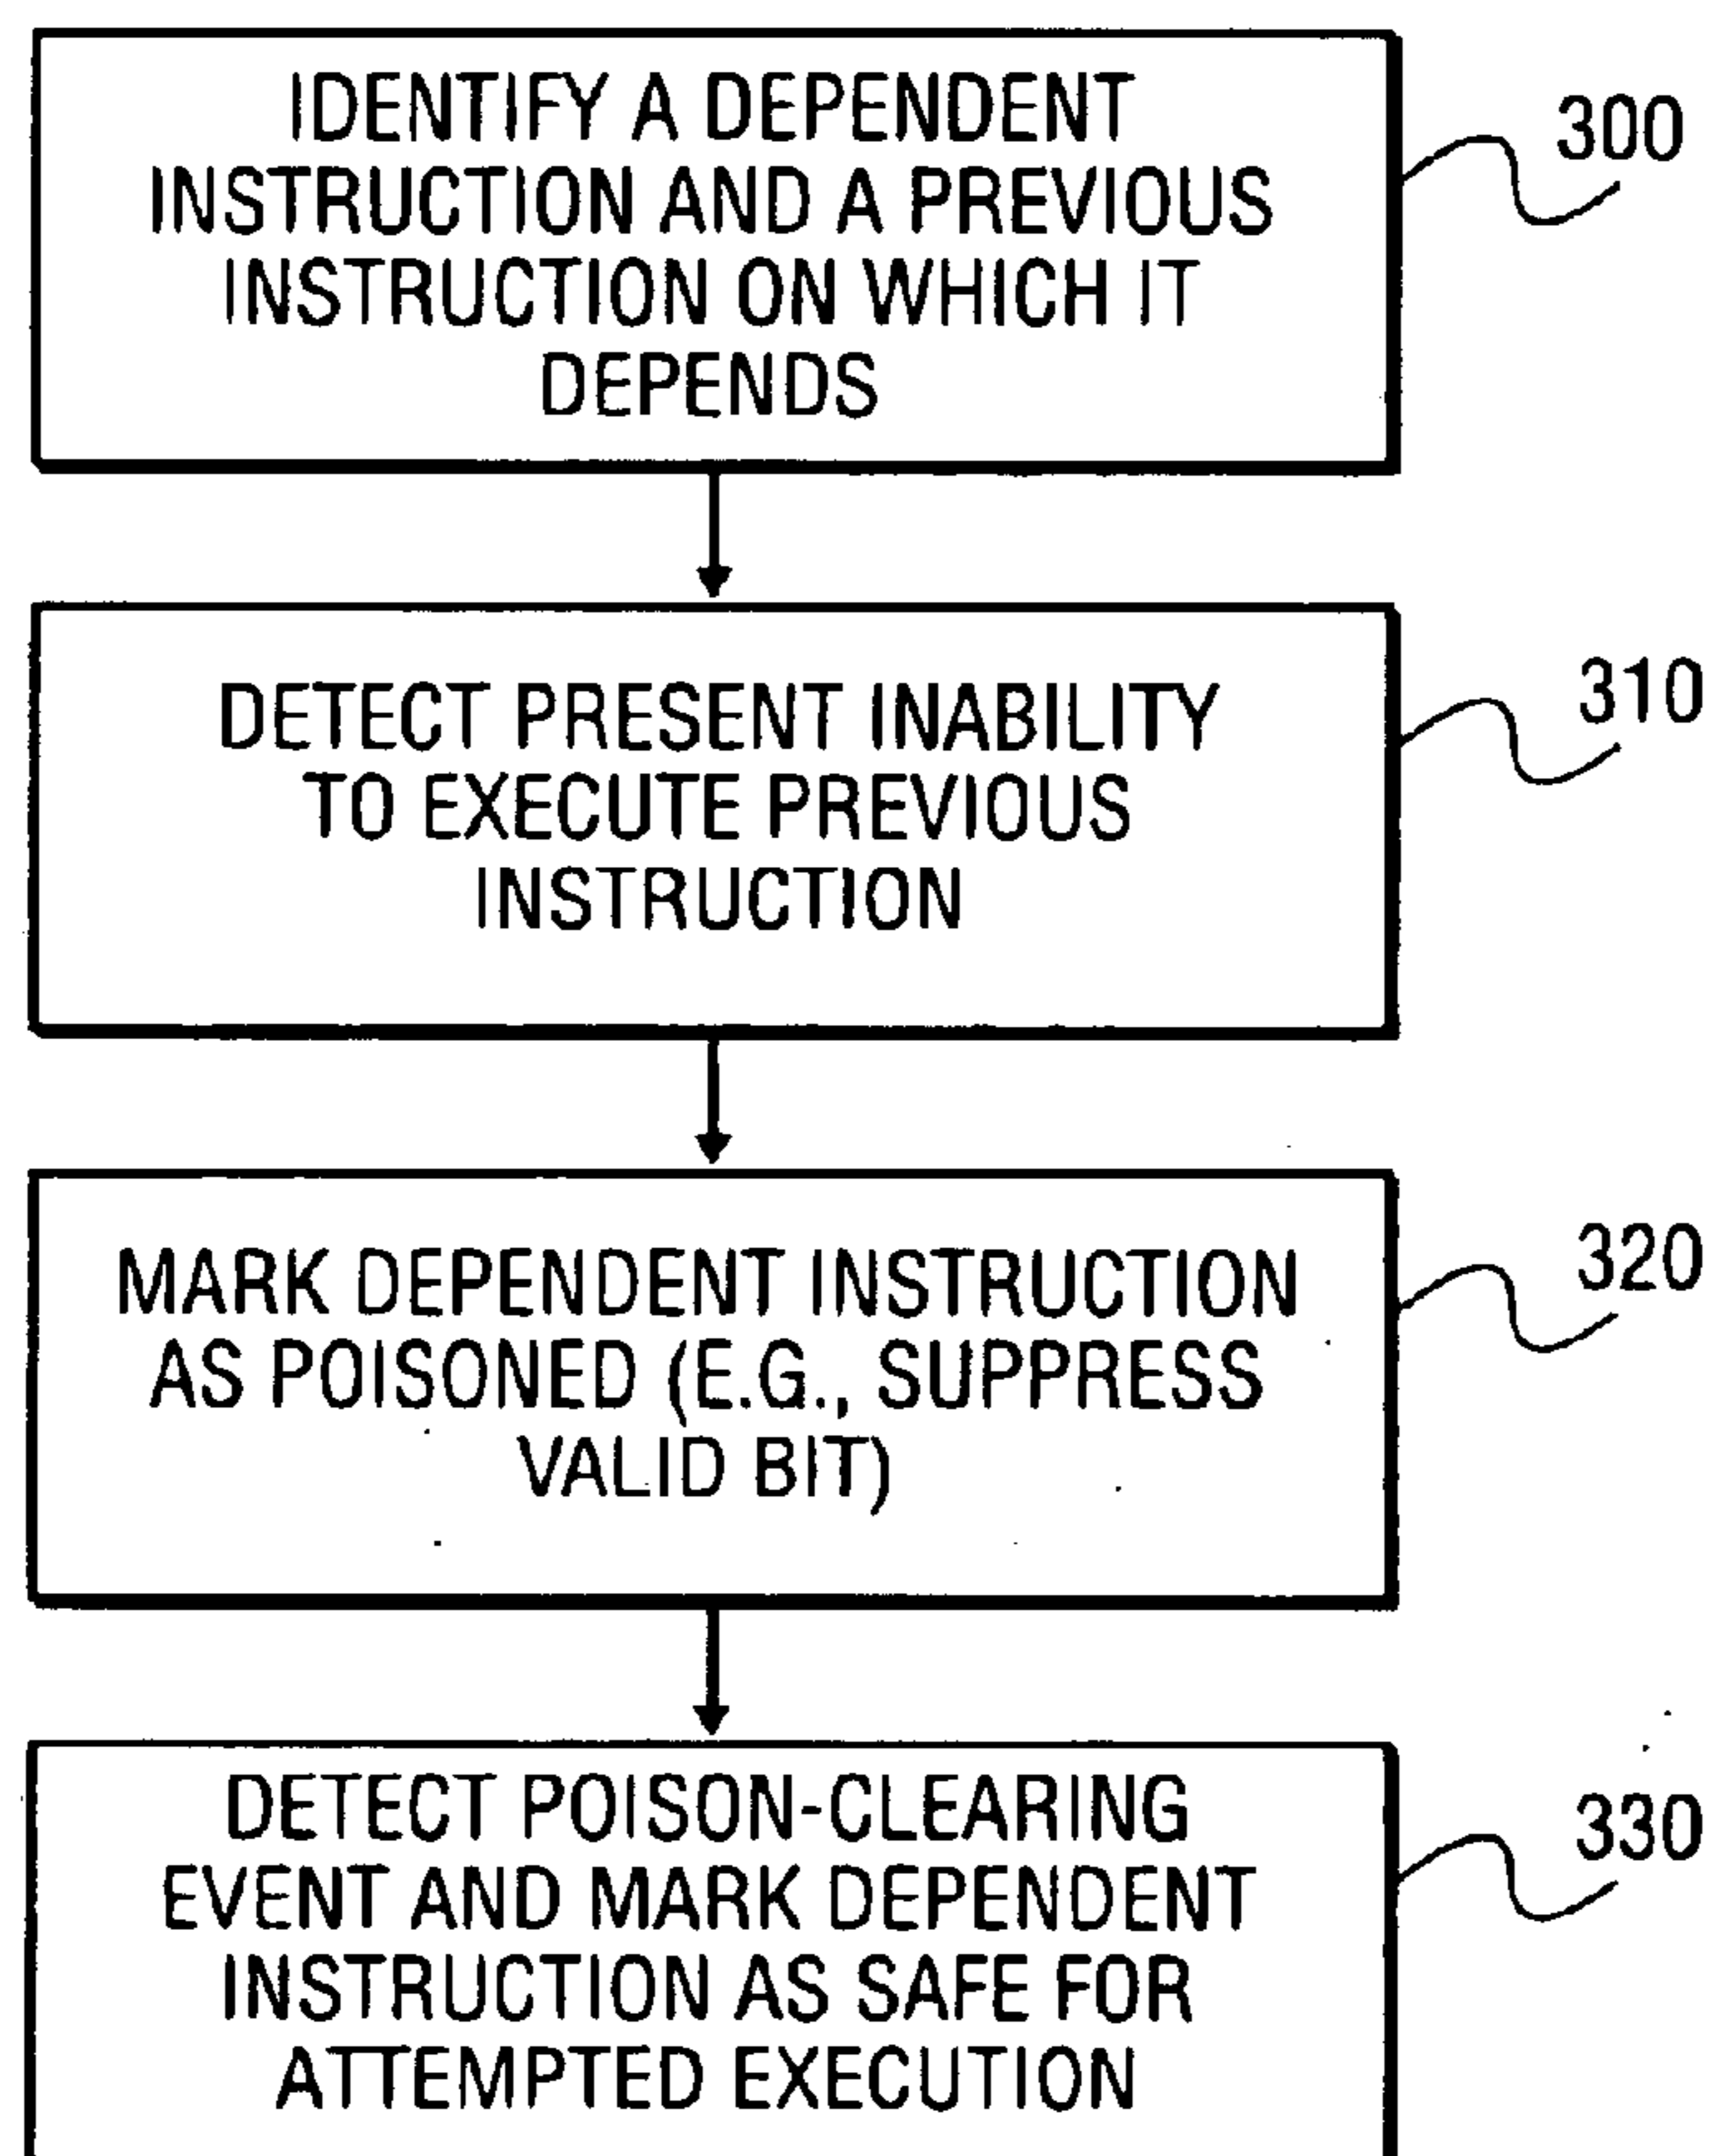 IDENTIFY A DEPENDENT
INSTRUCTION AND A PREVIOUS
INSTRUCTION ON WHICH IT
DEPENDS
300
DETECT PRESENT INABILITY
TO EXECUTE PREVIOUS
INSTRUCTION
310
MARK DEPENDENT INSTRUCTION
AS POISONED (E.G., SUPPRESS
VALID BIT)
320
DETECT POISON-CLEARING
EVENT AND MARK DEPENDENT
INSTRUCTION AS SAFE FOR
ATTEMPTED EXECUTION
330